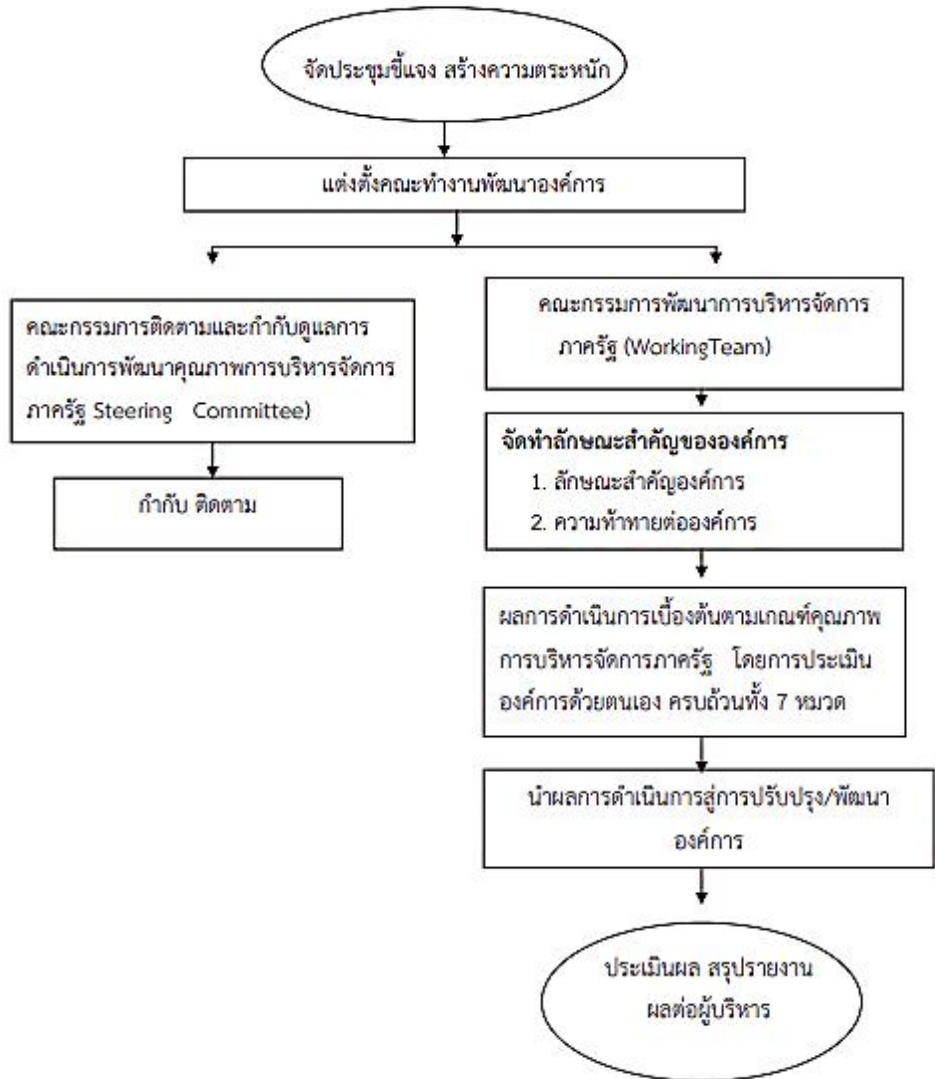 จัดประชุมชี้แจง สร้างความตระหนัก
แต่งตั้งคณะทำงานพัฒนาองค์การ
คณะกรรมการติดตามและกำกับดูแลการ
ดำเนินการพัฒนาคุณภาพการบริหารจัดการ
ภาครัฐ Steering Committee)
กำกับ ติดตาม
คณะกรรมการพัฒนาการบริหารจัดการ
ภาครัฐ (WorkingTeam)
จัดทำลักษณะสำคัญขององค์การ
1. ลักษณะสำคัญองค์การ
2. ความท้าทายต่อองค์การ
ผลการดำเนินการเบื้องต้นตามเกณฑ์คุณภาพ
การบริหารจัดการภาครัฐ โดยการประเมิน
องค์การด้วยตนเอง ครบถ้วนทั้ง 7 หมวด
นำผลการดำเนินการสู่การปรับปรุง/พัฒนา
องค์การ
ประเมินผล สรุปรายงาน
ผลต่อผู้บริหาร